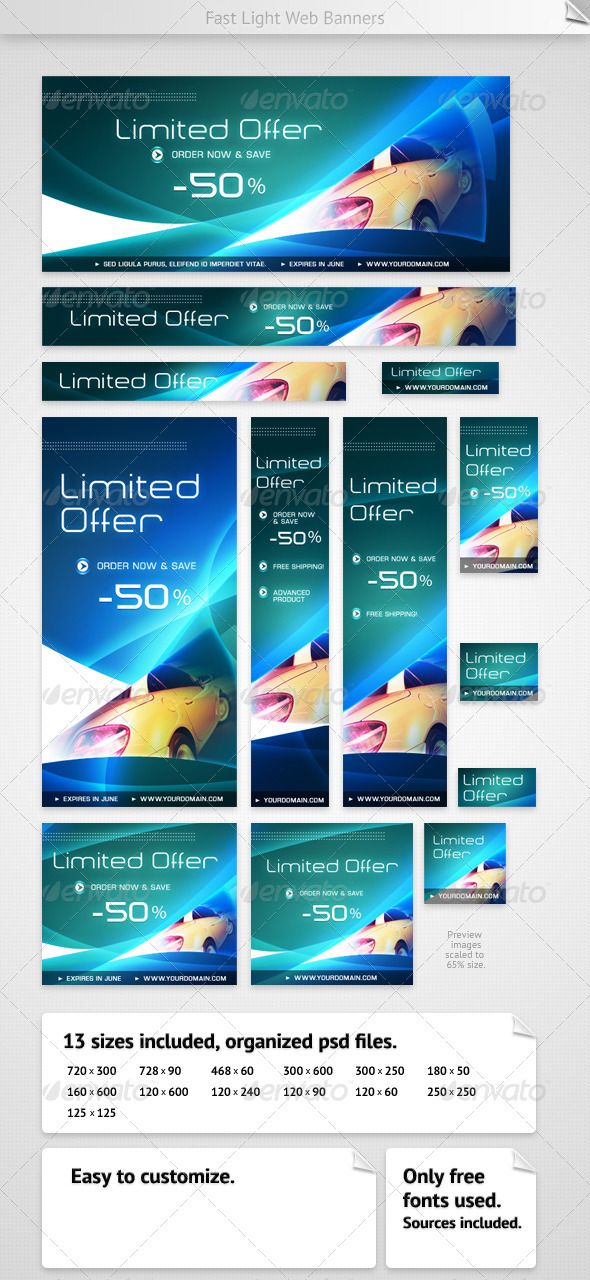 Fast Light Web Banners
Limited Offer
ORDER NOW & SAVE
-50%
SED LIGULA PURUS, ELEIFEND ID IMPERDIET VITAE. EXPIRES IN JUNE WWW.YOURDOMAIN.COM
Limited Offer
ORDER NOW & SAVE
-50%
Limited Offer
Limited Offer
WWW.YOURDOMAIN.COM
Limited
Offer
ORDER NOW & SAVE
-50%
EXPIRES IN JUNE WWW.YOURDOMAIN.COM
Limited
Offer
ORDER NOW
& SAVE
-50%
FREE SHIPPING!
ADVANCED
PRODUCT
WWW.YOURDOMAIN.COM
Limited
Offer
ORDER NOW & SAVE
-50%
FREE SHIPPING!
WWW.YOURDOMAIN.COM
Limited
Offer
-50%
WWW.YOURDOMAIN.COM
Limited
Offer
WWW.YOURDOMAIN.COM
Limited
Offer
Limited Offer
ORDER NOW & SAVE
-50%
EXPIRES IN JUNE WWW.YOURDOMAIN.COM
Limited Offer
ORDER NOW & SAVE
-50%
WWW.YOURDOMAIN.COM
Limited
Offer
WWW.YOURDOMAIN.COM
Preview
images
scaled to
65% size.
13 sizes included, organized psd files.
720 x 300 728 x 90 468 x 60 300 x 600 300 x 250 180 x 50
160 x 600 120 x 600 120 x 240 120 x 90 120 x 60 250 x 250
125 x 125
Easy to customize.
Only free
fonts used.
Sources included.
envato